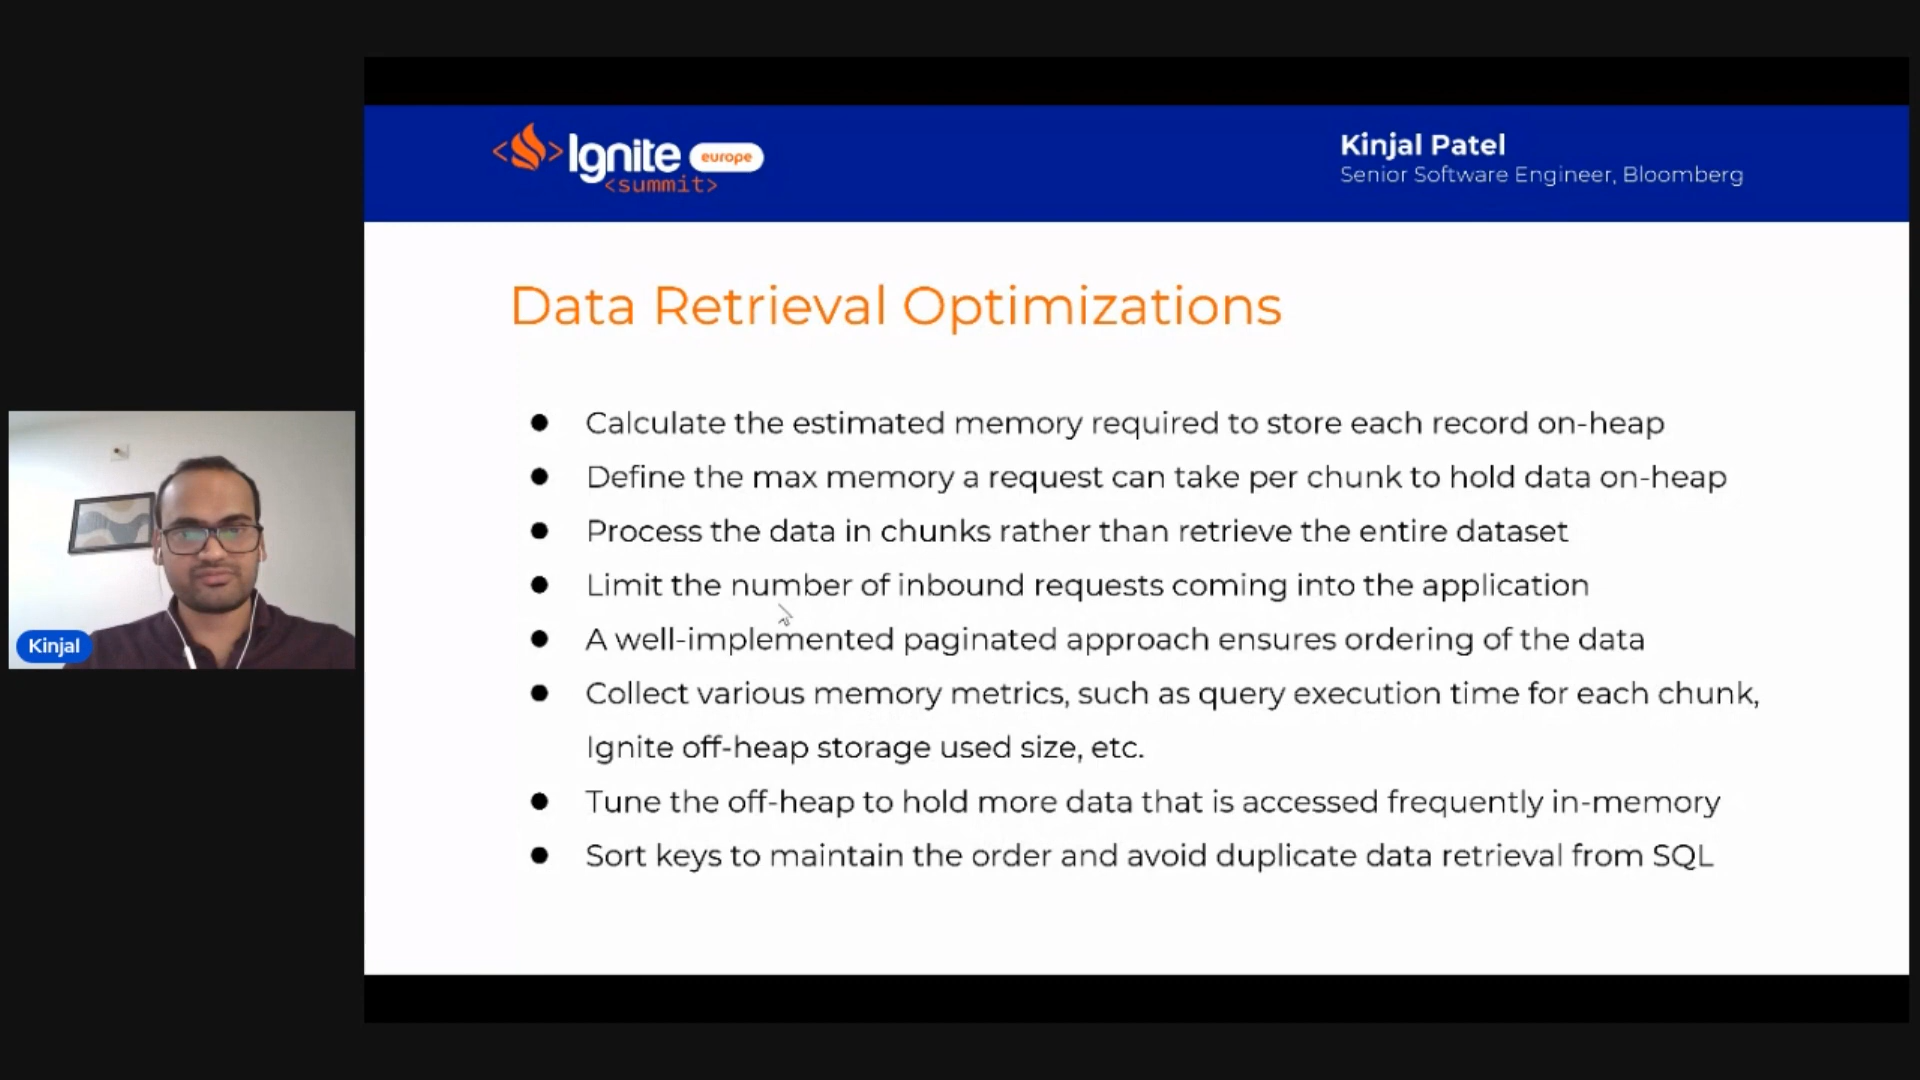 <Ignite europe
<summit>
Kinjal Patel
Senior Software Engineer, Bloomberg
Data Retrieval Optimizations
● Calculate the estimated memory required to store each record on-heap
● Define the max memory a request can take per chunk to hold data on-heap
● Process the data in chunks rather than retrieve the entire dataset
● Limit the number of inbound requests coming into the application
● A well-implemented paginated approach ensures ordering of the data
● Collect various memory metrics, such as query execution time for each chunk,
Ignite off-heap storage used size, etc.
● Tune the off-heap to hold more data that is accessed frequently in-memory
● Sort keys to maintain the order and avoid duplicate data retrieval from SQL
Kinjal